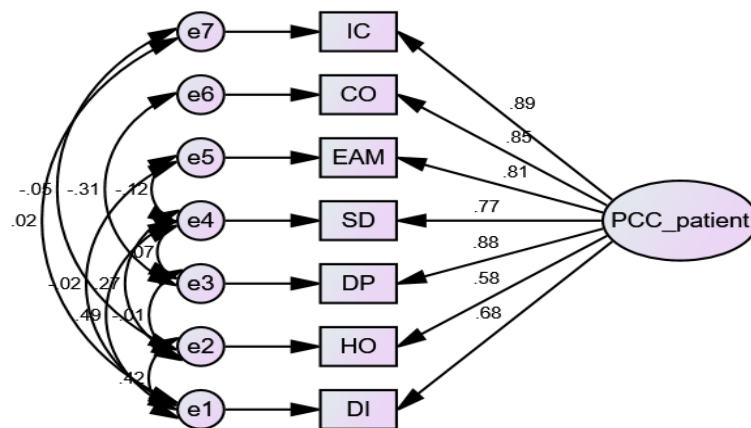 e7 IC
.89
e6 CO
.85
e5 EAM
.81
-.05 -.31 -.12
.02
e4 SD
.77
PCC_patient
.07
.88
-.02 .27
e3 DP
.58
.49 -.01
e2 HO
.68
.42
e1 DI